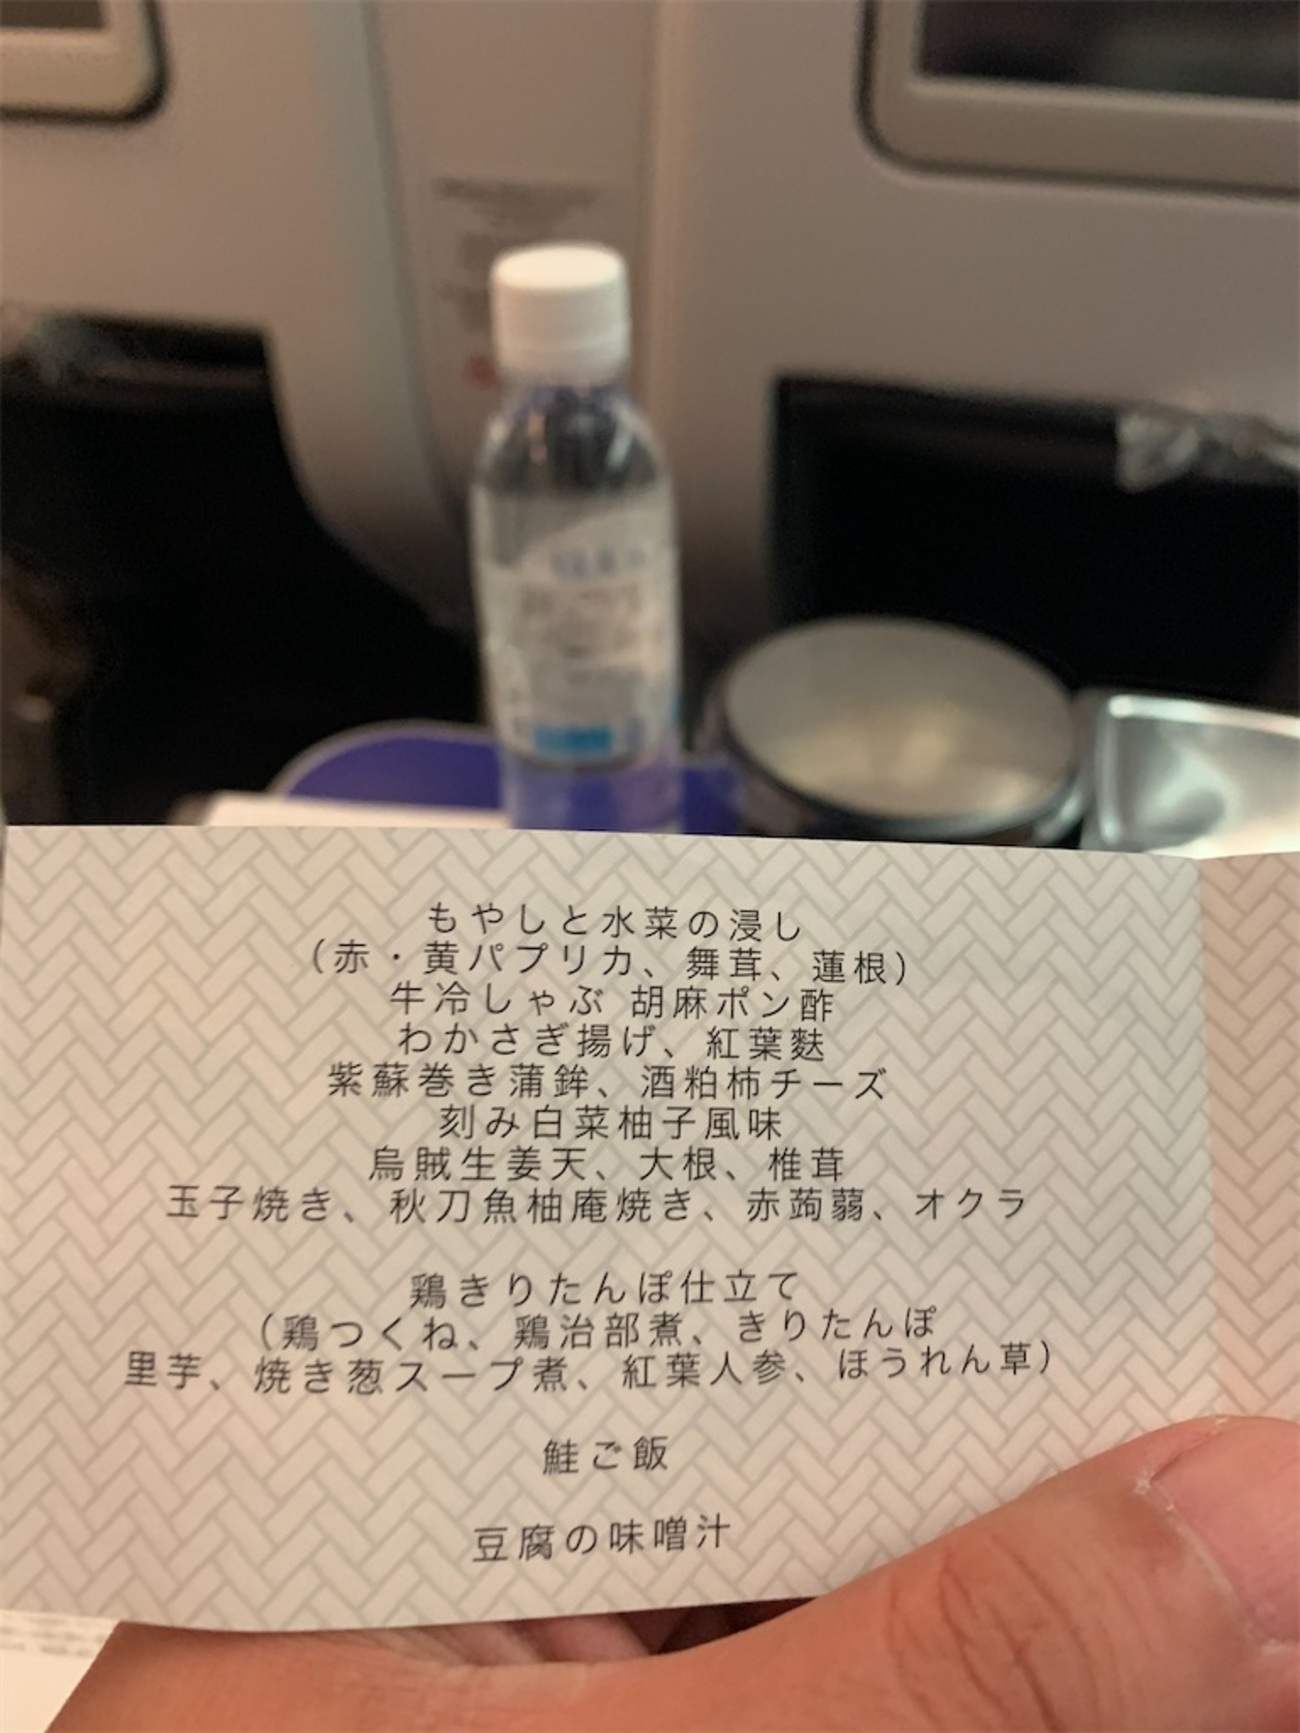 もやしと水菜の浸し
（赤・黄パプリカ、舞茸、蓮根）
牛冷しゃぶ 胡麻ポン酢
わかさぎ揚げ、紅葉麩
紫蘇巻き蒲鉾、酒粕柿チーズ
刻み白菜柚子風味
烏賊生姜天、大根、椎茸
玉子焼き、秋刀魚柚庵焼き、赤蒟蒻、オクラ
鶏きりたんぽ仕立て
（鶏つくね、鶏治部煮、きりたんぽ
里芋、焼き葱スープ煮、紅葉人参、ほうれん草）
鮭ご飯
豆腐の味噌汁